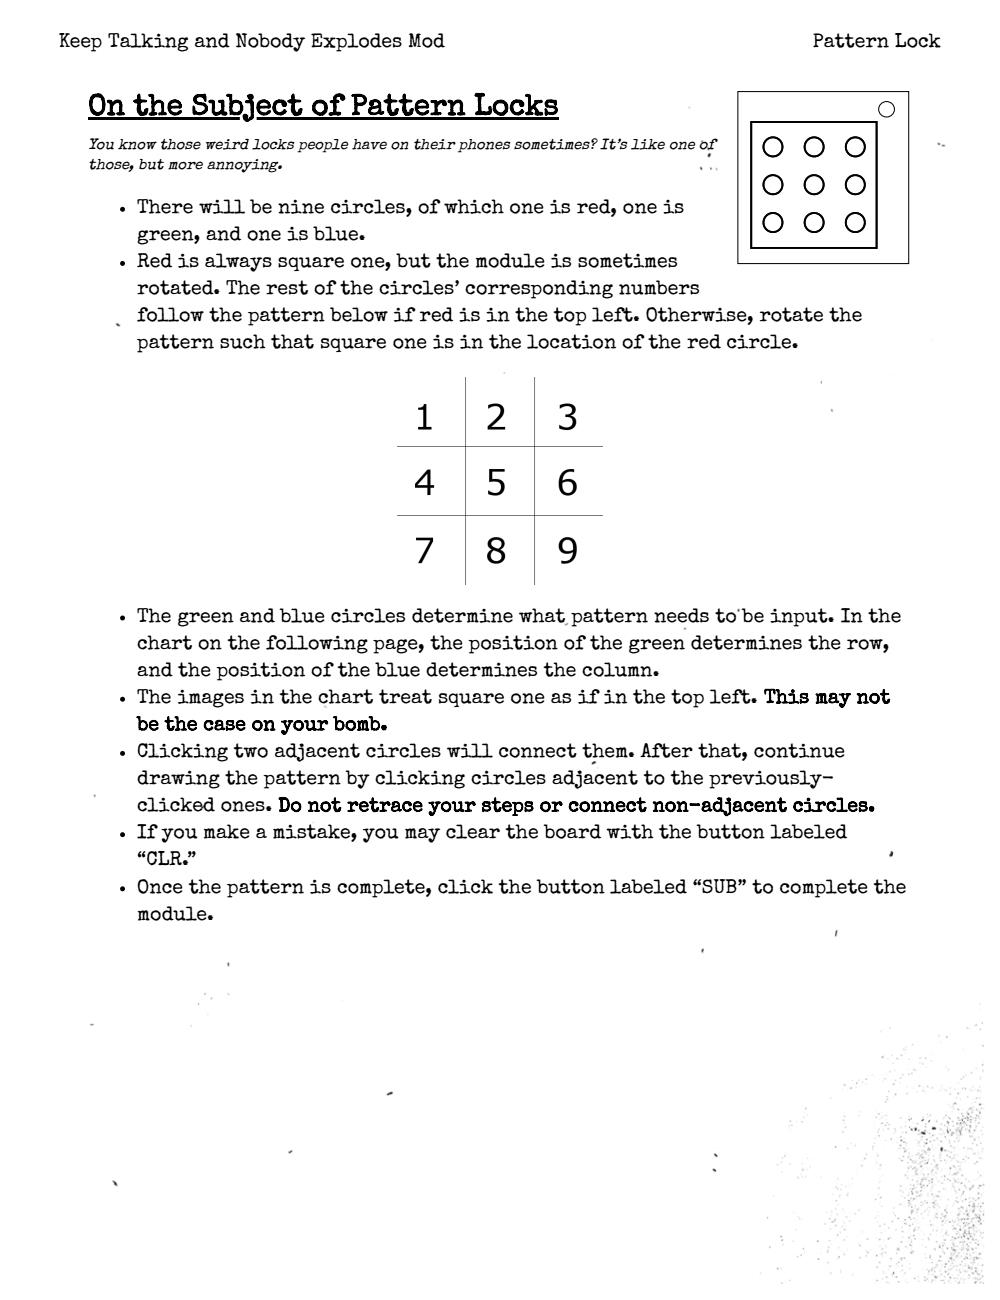 Keep Talking and Nobody Explodes Mod
Pattern Lock
On the Subject of Pattern Locks
You know those weird locks people have on their phones sometimes? It's like one of
those, but more annoying.
• There will be nine circles, of which one is red, one is
green, and one is blue.
• Red is always square one, but the module is sometimes
rotated. The rest of the circles' corresponding numbers
follow the pattern below if red is in the top left. Otherwise, rotate the
pattern such that square one is in the location of the red circle.
1 2 3
4 5 6
7 8 9
• The green and blue circles determine what pattern needs to be input. In the
chart on the following page, the position of the green determines the row,
and the position of the blue determines the column.
• The images in the chart treat square one as if in the top left. This may not
be the case on your bomb.
• Clicking two adjacent circles will connect them. After that, continue
drawing the pattern by clicking circles adjacent to the previously-
clicked ones. Do not retrace your steps or connect non-adjacent circles.
• If you make a mistake, you may clear the board with the button labeled
“CLR.”
• Once the pattern is complete, click the button labeled “SUB” to complete the
module.